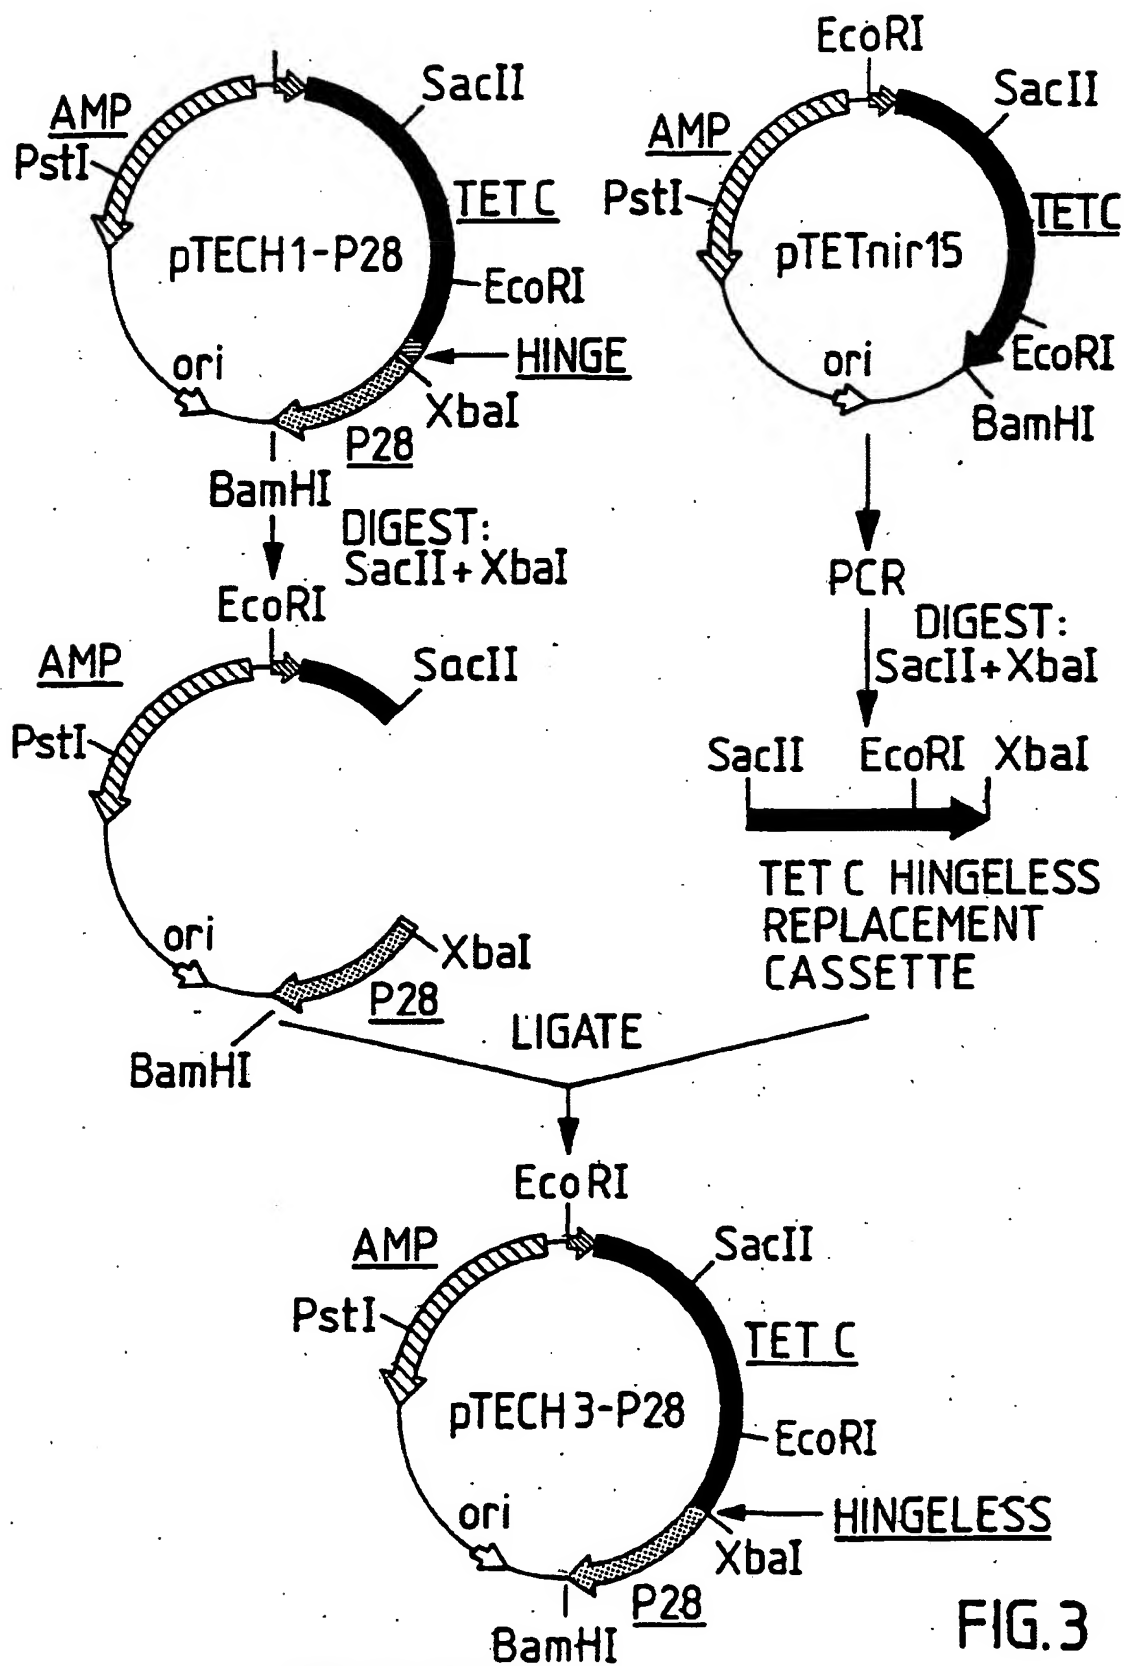 SacII
AMP
PstI
TET C
pTECH1-P28
EcoRI
ori
HINGE
XbaI
P28
BamHI
EcoRI
SacII
AMP
PstI
TETC
pTETnir15
ori
EcoRI
BamHI
DIGEST:
SacII+XbaI
EcoRI
AMP
SacII
PstI
ori
XbaI
P28
BamHI
PCR
DIGEST:
SacII+XbaI
SacII EcoRI XbaI
TET C HINGELESS
REPLACEMENT
CASSETTE
LIGATE
EcoRI
AMP
SacII
PstI
TET C
pTECH3-P28
EcoRI
ori
HINGELESS
XbaI
P28
BamHI
FIG.3